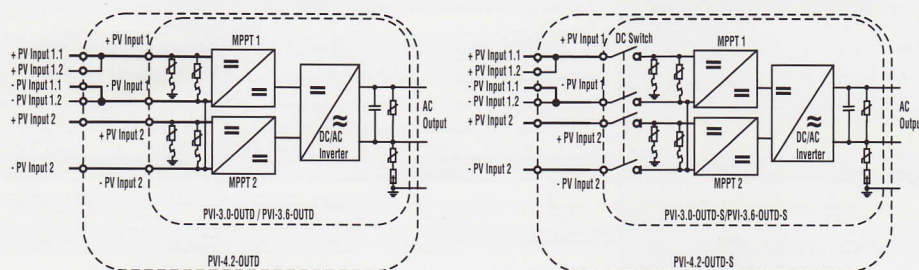 + PV Input 1
MPPT 1
+ PV Input 1.1
+ PV Input 1.2
- PV Input 1.1
- PV Input 1.2
- PV Input 1
+ PV Input 2
+ PV Input 2
DC/AC
Inverter
AC
Output
- PV Input 2
- PV Input 2
MPPT 2
PVI-3.0-OUTD / PVI-3.6-OUTD
PVI-4.2-OUTD
+ PV Input 1
DC Switch
MPPT 1
+ PV Input 1.1
+ PV Input 1.2
- PV Input 1.1
- PV Input 1.2
- PV Input 1
+ PV Input 2
+ PV Input 2
DC/AC
Inverter
AC
Output
- PV Input 2
- PV Input 2
MPPT 2
PVI-3.0-OUTD-S/PVI-3.6-OUTD-S
PVI-4.2-OUTD-S